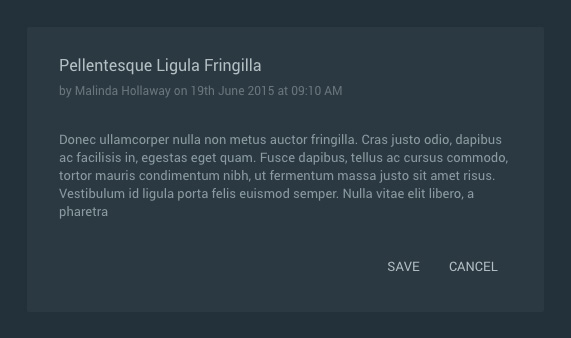 Pellentesque Ligula Fringilla
by Malinda Hollaway on 19th June 2015 at 09:10 AM
Donec ullamcorper nulla non metus auctor fringilla. Cras justo odio, dapibus
ac facilisis in, egestas eget quam. Fusce dapibus, tellus ac cursus commodo,
tortor mauris condimentum nibh, ut fermentum massa justo sit amet risus.
Vestibulum id ligula porta felis euismod semper. Nulla vitae elit libero, a
pharetra
SAVE CANCEL